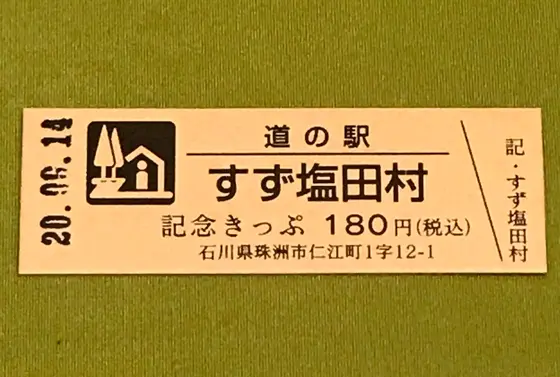 20.06.14
道の駅
すず塩田村
記念きっぷ 180円(税込)
石川県珠洲市仁江町1字12-1
記・すず塩田村